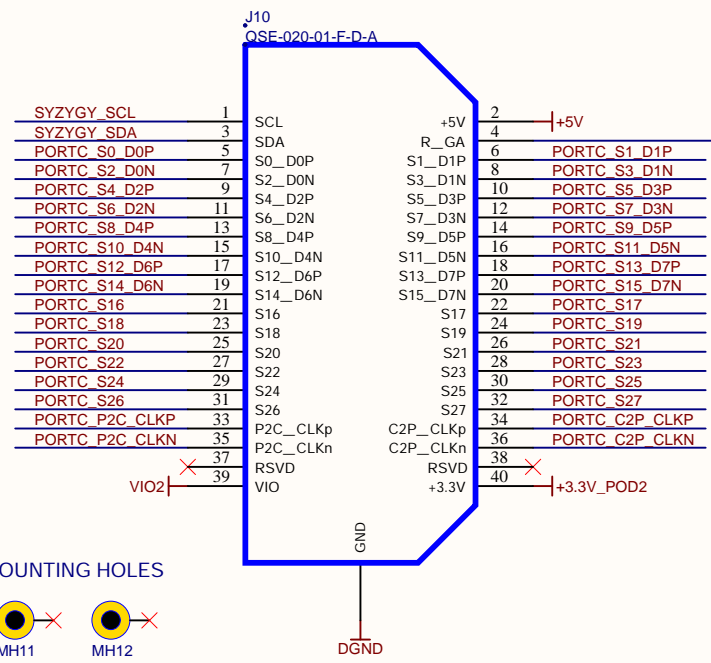 J10
QSE-020-01-F-D-A
SYZYGY_SCL 1 SCL +5V 2 +5V
SYZYGY_SDA 3 SDA R_GA 4
PORTC_S0_D0P 5 S0_D0P S1_D1P 6 PORTC_S1_D1P
PORTC_S2_D0N 7 S2_D0N S3_D1N 8 PORTC_S3_D1N
PORTC_S4_D2P 9 S4_D2P S5_D3P 10 PORTC_S5_D3P
PORTC_S6_D2N 11 S6_D2N S7_D3N 12 PORTC_S7_D3N
PORTC_S8_D4P 13 S8_D4P S9_D5P 14 PORTC_S9_D5P
PORTC_S10_D4N 15 S10_D4N S11_D5N 16 PORTC_S11_D5N
PORTC_S12_D6P 17 S12_D6P S13_D7P 18 PORTC_S13_D7P
PORTC_S14_D6N 19 S14_D6N S15_D7N 20 PORTC_S15_D7N
PORTC_S16 21 S16 S17 22 PORTC_S17
PORTC_S18 23 S18 S19 24 PORTC_S19
PORTC_S20 25 S20 S21 26 PORTC_S21
PORTC_S22 27 S22 S23 28 PORTC_S23
PORTC_S24 29 S24 S25 30 PORTC_S25
PORTC_S26 31 S26 S27 32 PORTC_S27
PORTC_P2C_CLKP 33 P2C_CLKp C2P_CLKp 34 PORTC_C2P_CLKP
PORTC_P2C_CLKN 35 P2C_CLKn C2P_CLKn 36 PORTC_C2P_CLKN
37 RSVD RSVD 38
VIO2 39 VIO +3.3V 40 +3.3V_POD2
GND
DGND
OUNTING HOLES
MH11 MH12